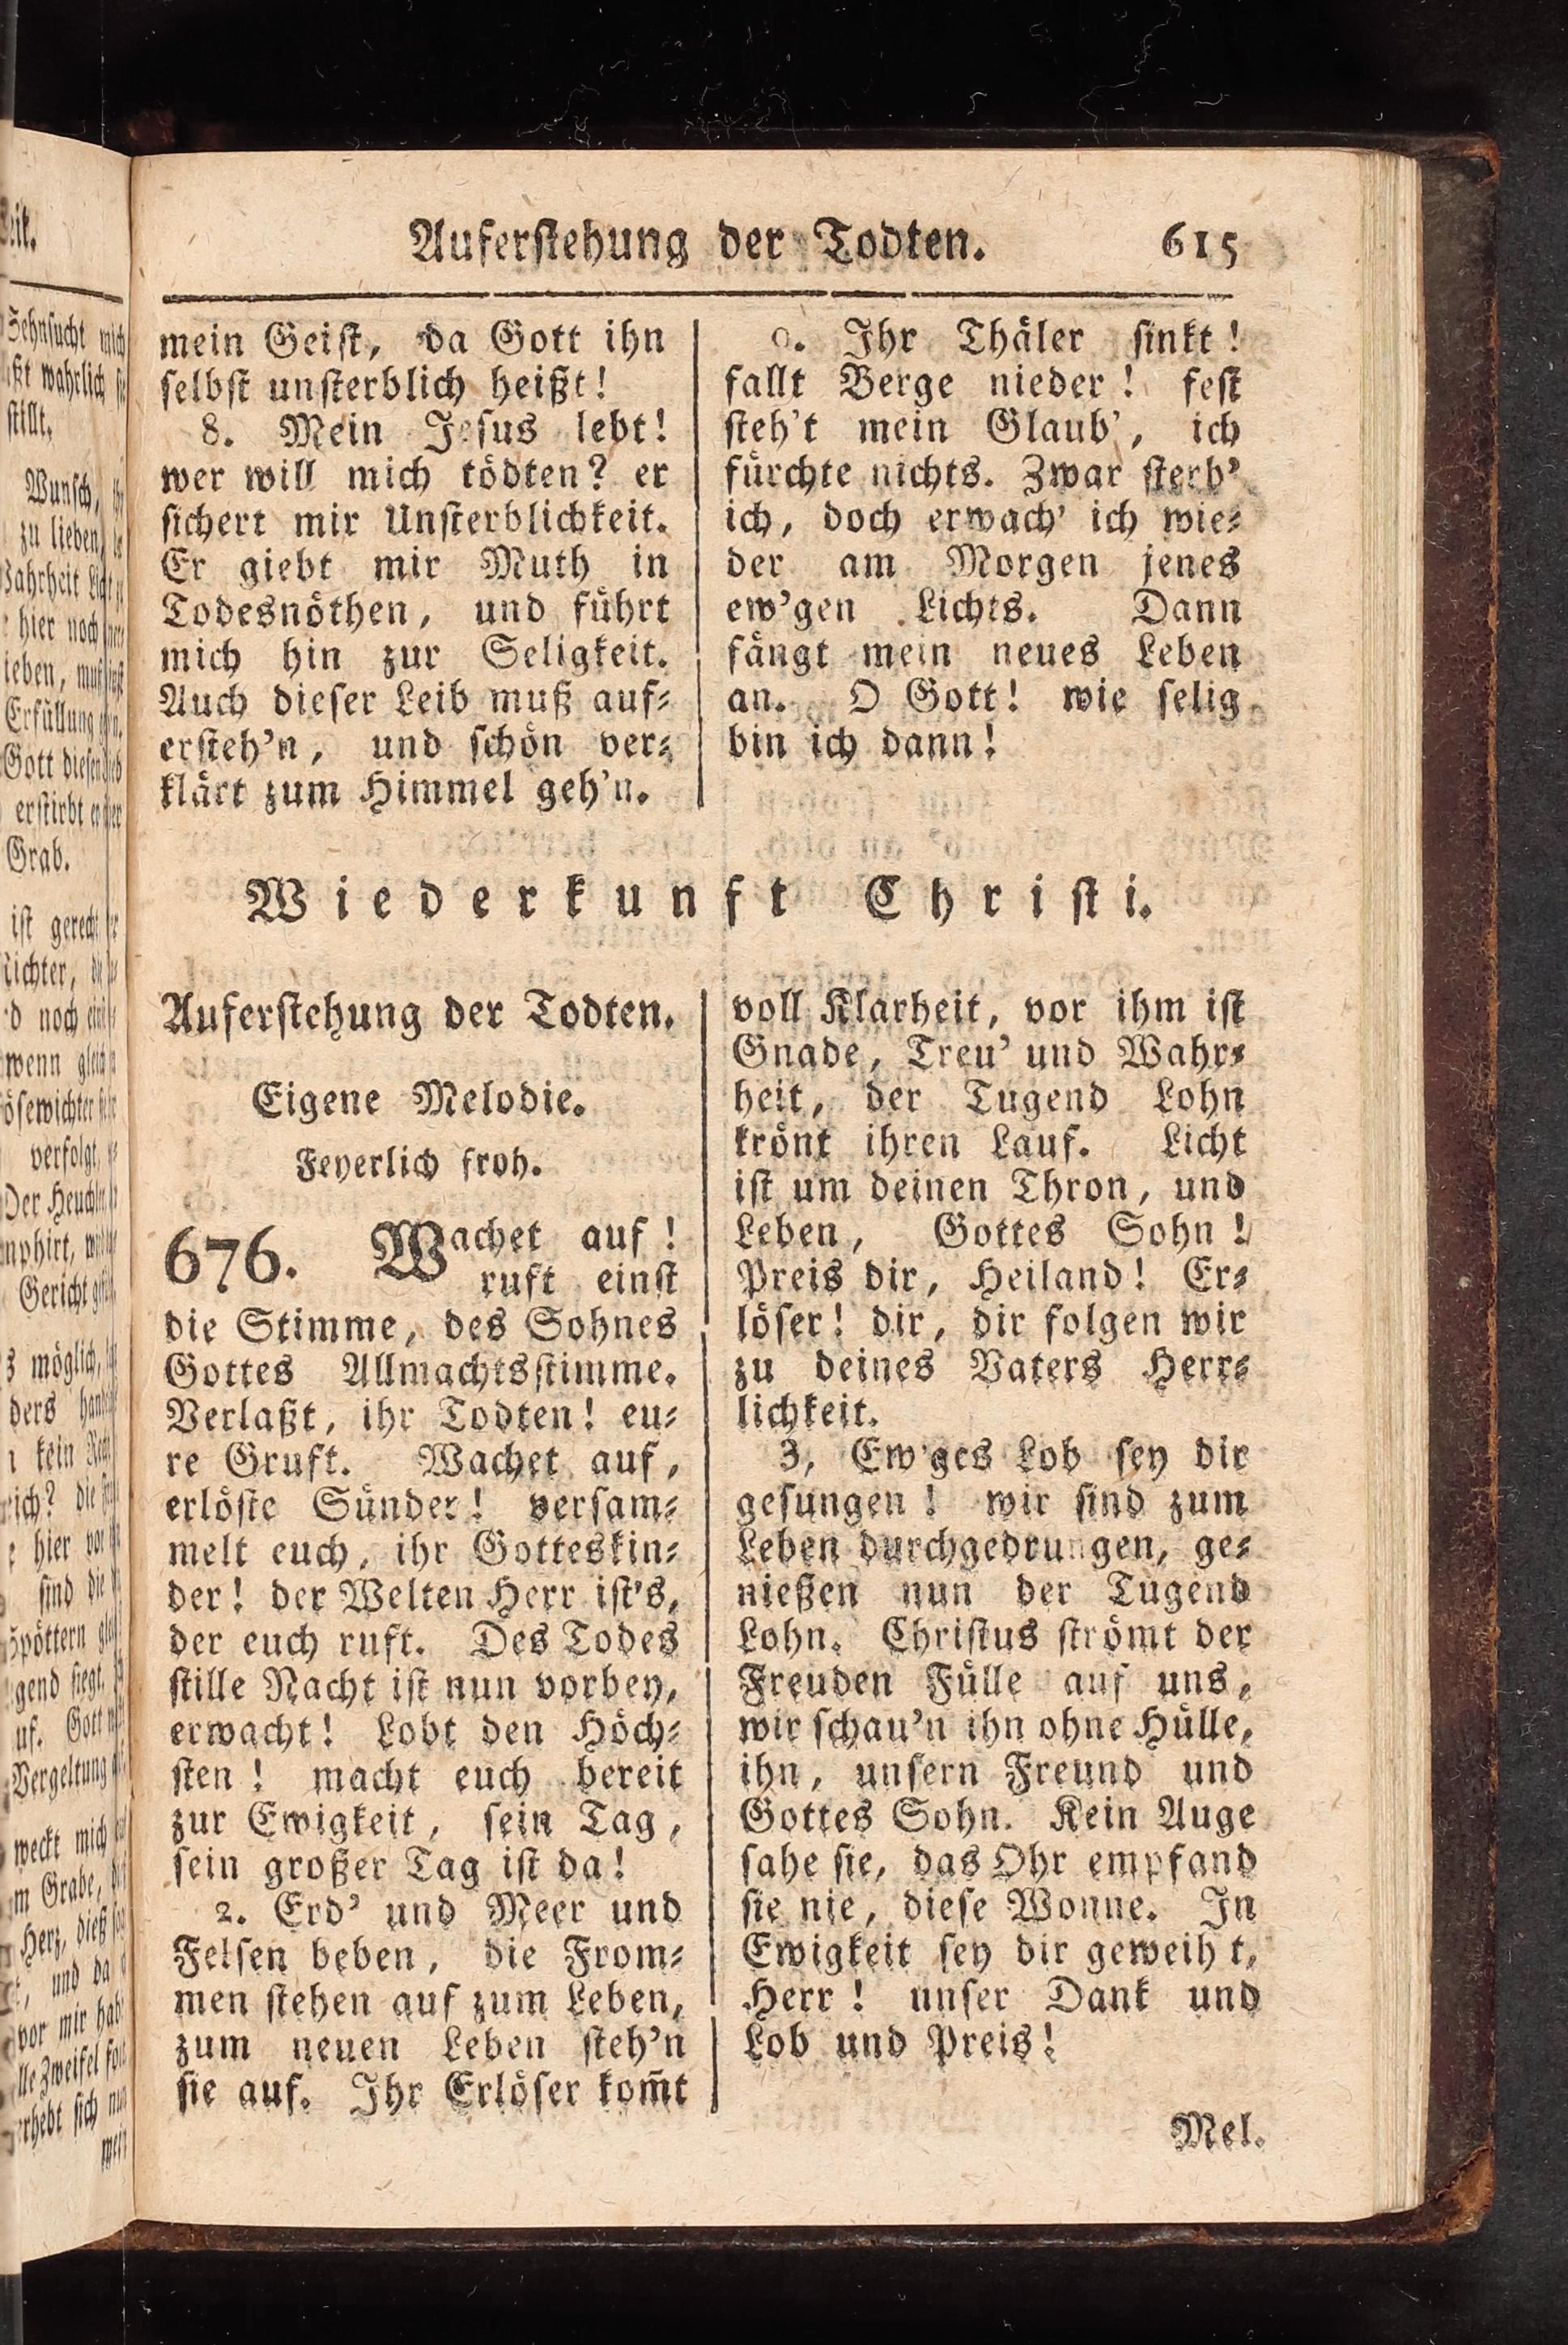 Auferstehung der Todten. 615
mein Geist, da Gott ihn
selbst unsterblich heißt!
8. Mein Jesus lebt!
wer will mich tödten? er
sichert mir Unsterblichkeit.
Er giebt mir Muth in
Todesnöthen, und führt
mich hin zur Seligkeit.
Auch dieser Leib muß auf-
ersteh'n, und schön ver-
klärt zum Himmel geh'n.
9. Ihr Thäler sinkt!
fallt Berge nieder! fest
steh't mein Glaub', ich
fürchte nichts. Zwar sterb'
ich, doch erwach' ich wie-
der am Morgen jenes
ew'gen Lichts. Dann
fängt mein neues Leben
an. O Gott! wie selig
bin ich dann!
Wiederkunft Christi.
Auferstehung der Todten.
Eigene Melodie.
Feyerlich froh.
676. Wachet auf!
ruft einst
die Stimme, des Sohnes
Gottes Allmachtsstimme.
Verlaßt, ihr Todten! eu-
re Gruft. Wachet auf,
erlöste Sünder! versam-
melt euch, ihr Gotteskin-
der! der Welten Herr ist's,
der euch ruft. Des Todes
stille Nacht ist nun vorbey,
erwacht! Lobt den Höch-
sten! macht euch bereit
zur Ewigkeit, sein Tag,
sein großer Tag ist da!
2. Erd' und Meer und
Felsen beben, die From-
men stehen auf zum Leben,
zum neuen Leben steh'n
sie auf. Ihr Erlöser kom̃t
voll Klarheit, vor ihm ist
Gnade, Treu' und Wahr-
heit, der Tugend Lohn
krönt ihren Lauf. Licht
ist um deinen Thron, und
Leben, Gottes Sohn!
Preis dir, Heiland! Er-
löser! dir, dir folgen wir
zu deines Vaters Herr-
lichkeit.
3, Ew'ges Lob sey dir
gesungen! wir sind zum
Leben durchgedrungen, ge-
nießen nun der Tugend
Lohn. Christus strömt der
Freuden Fülle auf uns,
wir schau'n ihn ohne Hülle,
ihn, unsern Freund und
Gottes Sohn. Kein Auge
sahe sie, das Ohr empfand
sie nie, diese Wonne. In
Ewigkeit sey dir geweiht,
Herr! unser Dank und
Lob und Preis!
Mel.